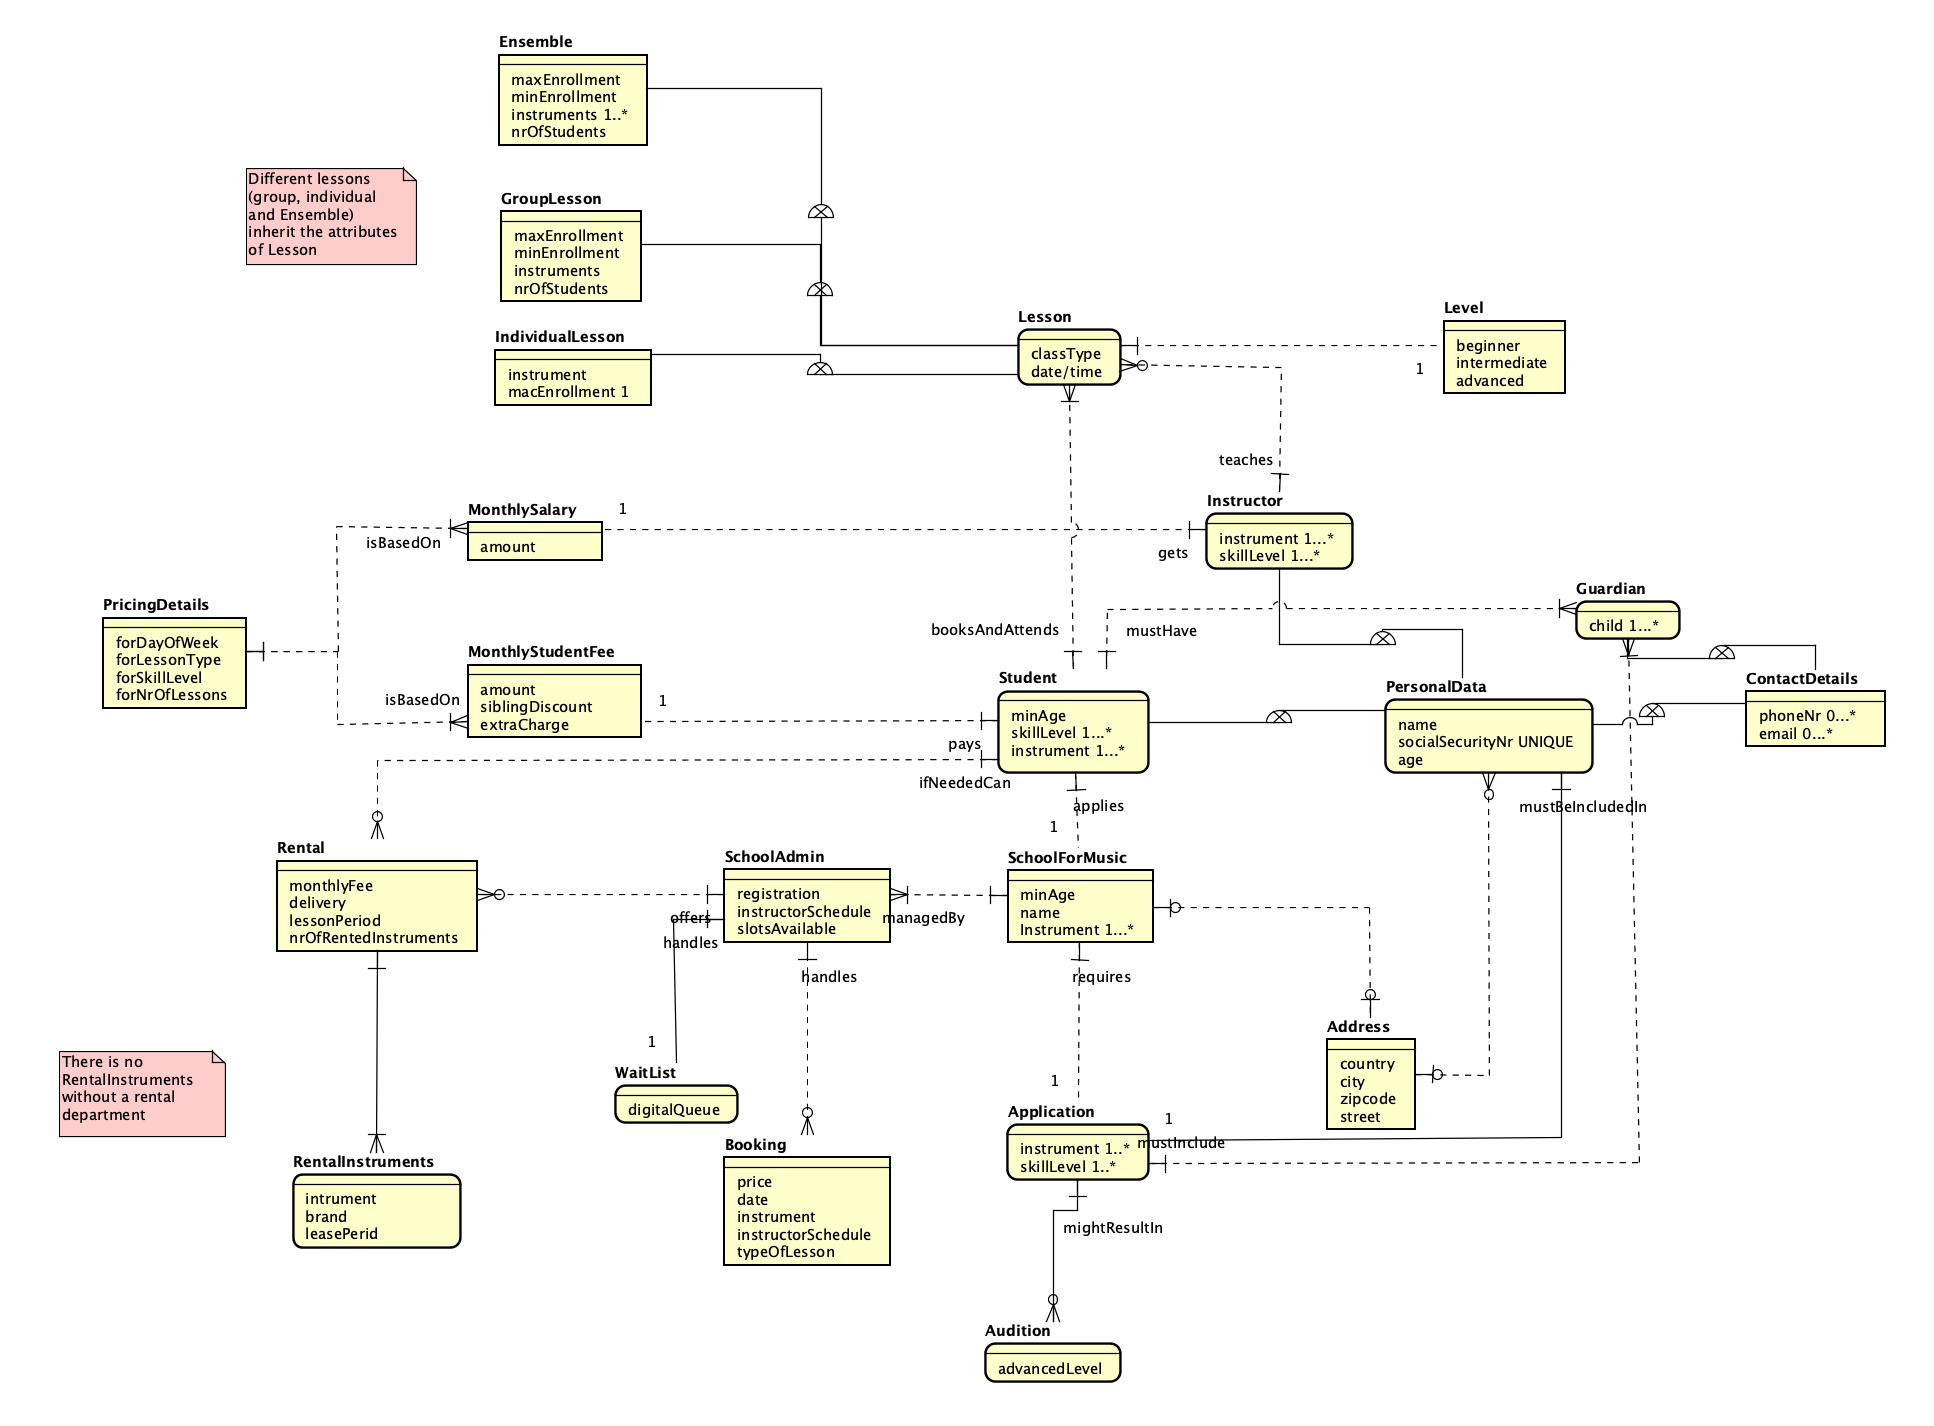 Ensemble
maxEnrollment
minEnrollment
instruments 1..*
nrOfStudents
Different lessons
(group, individual
and Ensemble)
inherit the attributes
of Lesson
GroupLesson
maxEnrollment
minEnrollment
instruments
nrOfStudents
IndividualLesson
instrument
macEnrollment 1
Lesson
classType
date/time
Level
beginner
intermediate
advanced
1
teaches
MonthlySalary
amount
1
isBasedOn
Instructor
instrument 1...*
skillLevel 1...*
gets
PricingDetails
forDayOfWeek
forLessonType
forSkillLevel
forNrOfLessons
Guardian
child 1...*
booksAndAttends
mustHave
MonthlyStudentFee
amount
siblingDiscount
extraCharge
isBasedOn
1
pays
Student
minAge
skillLevel 1...*
instrument 1...*
PersonalData
name
socialSecurityNr UNIQUE
age
ContactDetails
phoneNr 0...*
email 0...*
ifNeededCan
applies
1
mustBeIncludedIn
Rental
monthlyFee
delivery
lessonPeriod
nrOfRentedInstruments
SchoolAdmin
registration
instructorSchedule
slotsAvailable
offers
handles
managedBy
handles
SchoolForMusic
minAge
name
Instrument 1...*
requires
1
1
WaitList
digitalQueue
Address
country
city
zipcode
street
There is no
RentalInstruments
without a rental
department
RentalInstruments
intrument
brand
leasePerid
Booking
price
date
instrument
instructorSchedule
typeOfLesson
Application
instrument 1..*
skillLevel 1..*
1
mustInclude
mightResultIn
Audition
advancedLevel